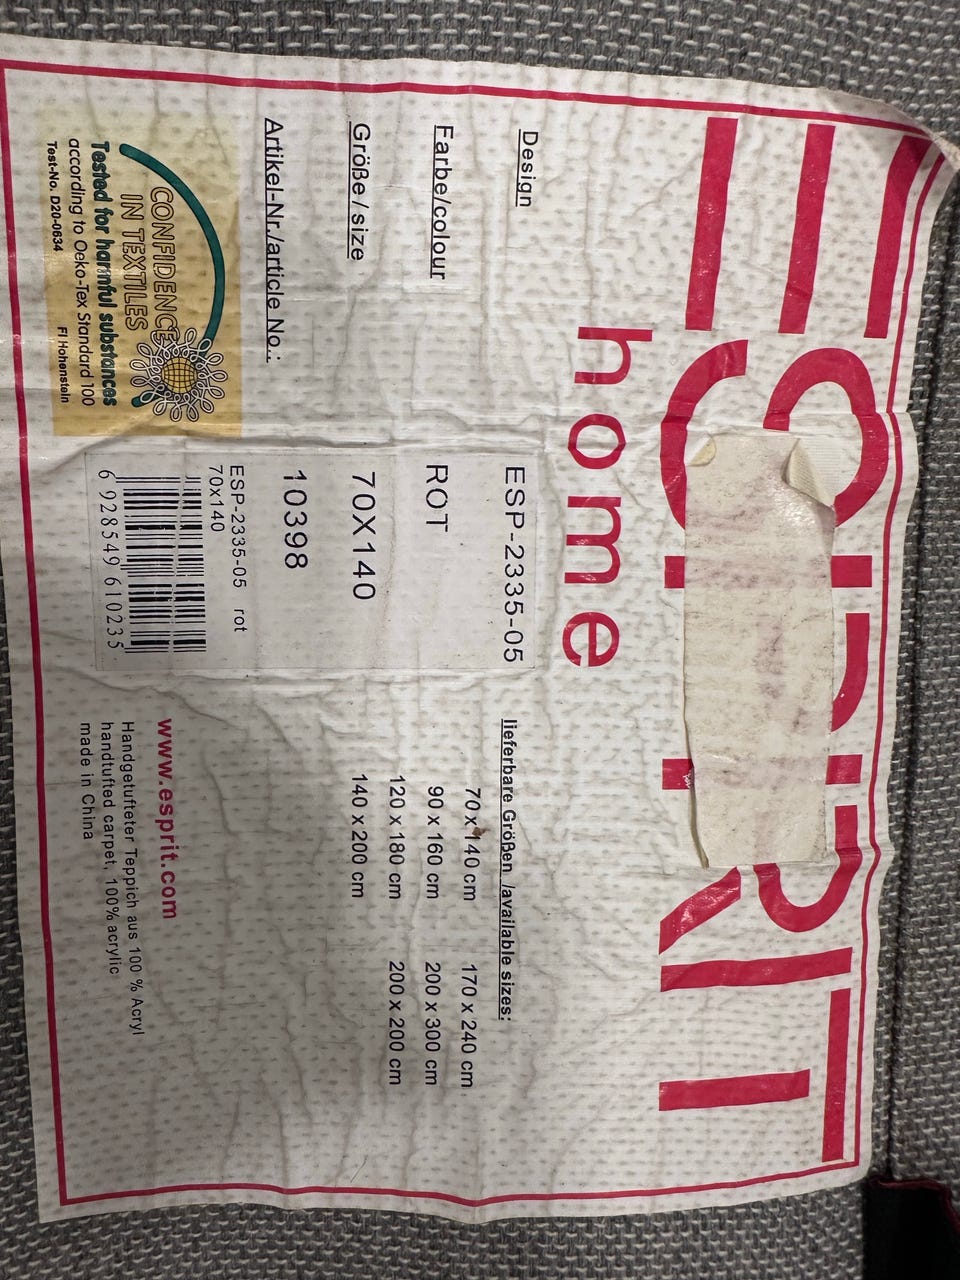 ESPRIT
home
Design
ESP-2335-05
Farbe/colour
ROT
Größe / size
70X140
Artikel-Nr./article No.:
10398
lieferbare Größen /available sizes:
70 x 140 cm
170 x 240 cm
90 x 160 cm
200 x 300 cm
120 x 180 cm
200 x 200 cm
140 x 200 cm
ESP-2335-05 rot
70x140
6 928549 610235
CONFIDENCE
IN TEXTILES
Tested for harmful substances
according to Oeko-Tex Standard 100
Test-No. D20-0634
FI Hohenstein
www.esprit.com
Handgetufteter Teppich aus 100 % Acryl
handtufted carpet, 100% acrylic
made in China